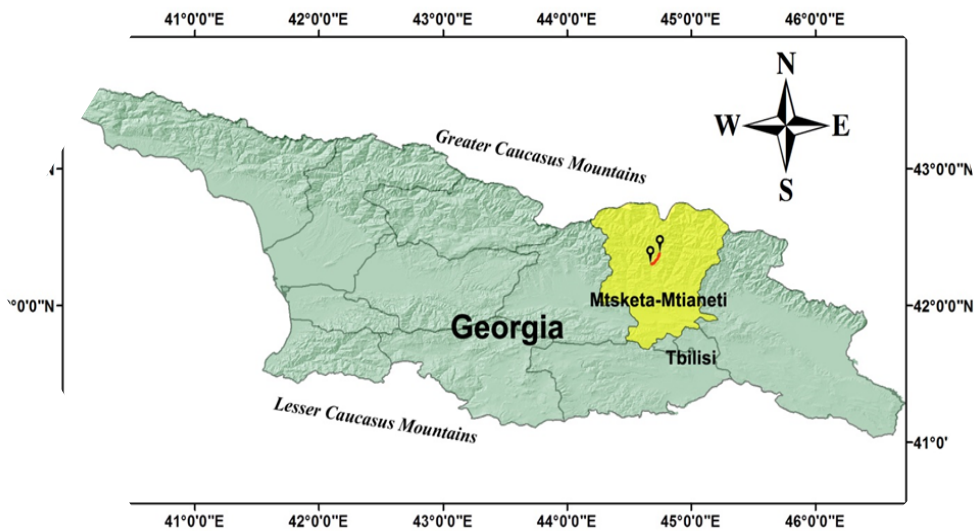 41°0'0"E 42°0'0"E 43°0'0"E 44°0'0"E 45°0'0"E 46°0'0"E
N
W E
S
Greater Caucasus Mountains
43°0'0"N
Mtsketa-Mtianeti
°0'0"N 42°0'0"N
Georgia
Tbilisi
Lesser Caucasus Mountains
41°0'
41°0'0"E 42°0'0"E 43°0'0"E 44°0'0"E 45°0'0"E 46°0'0"E